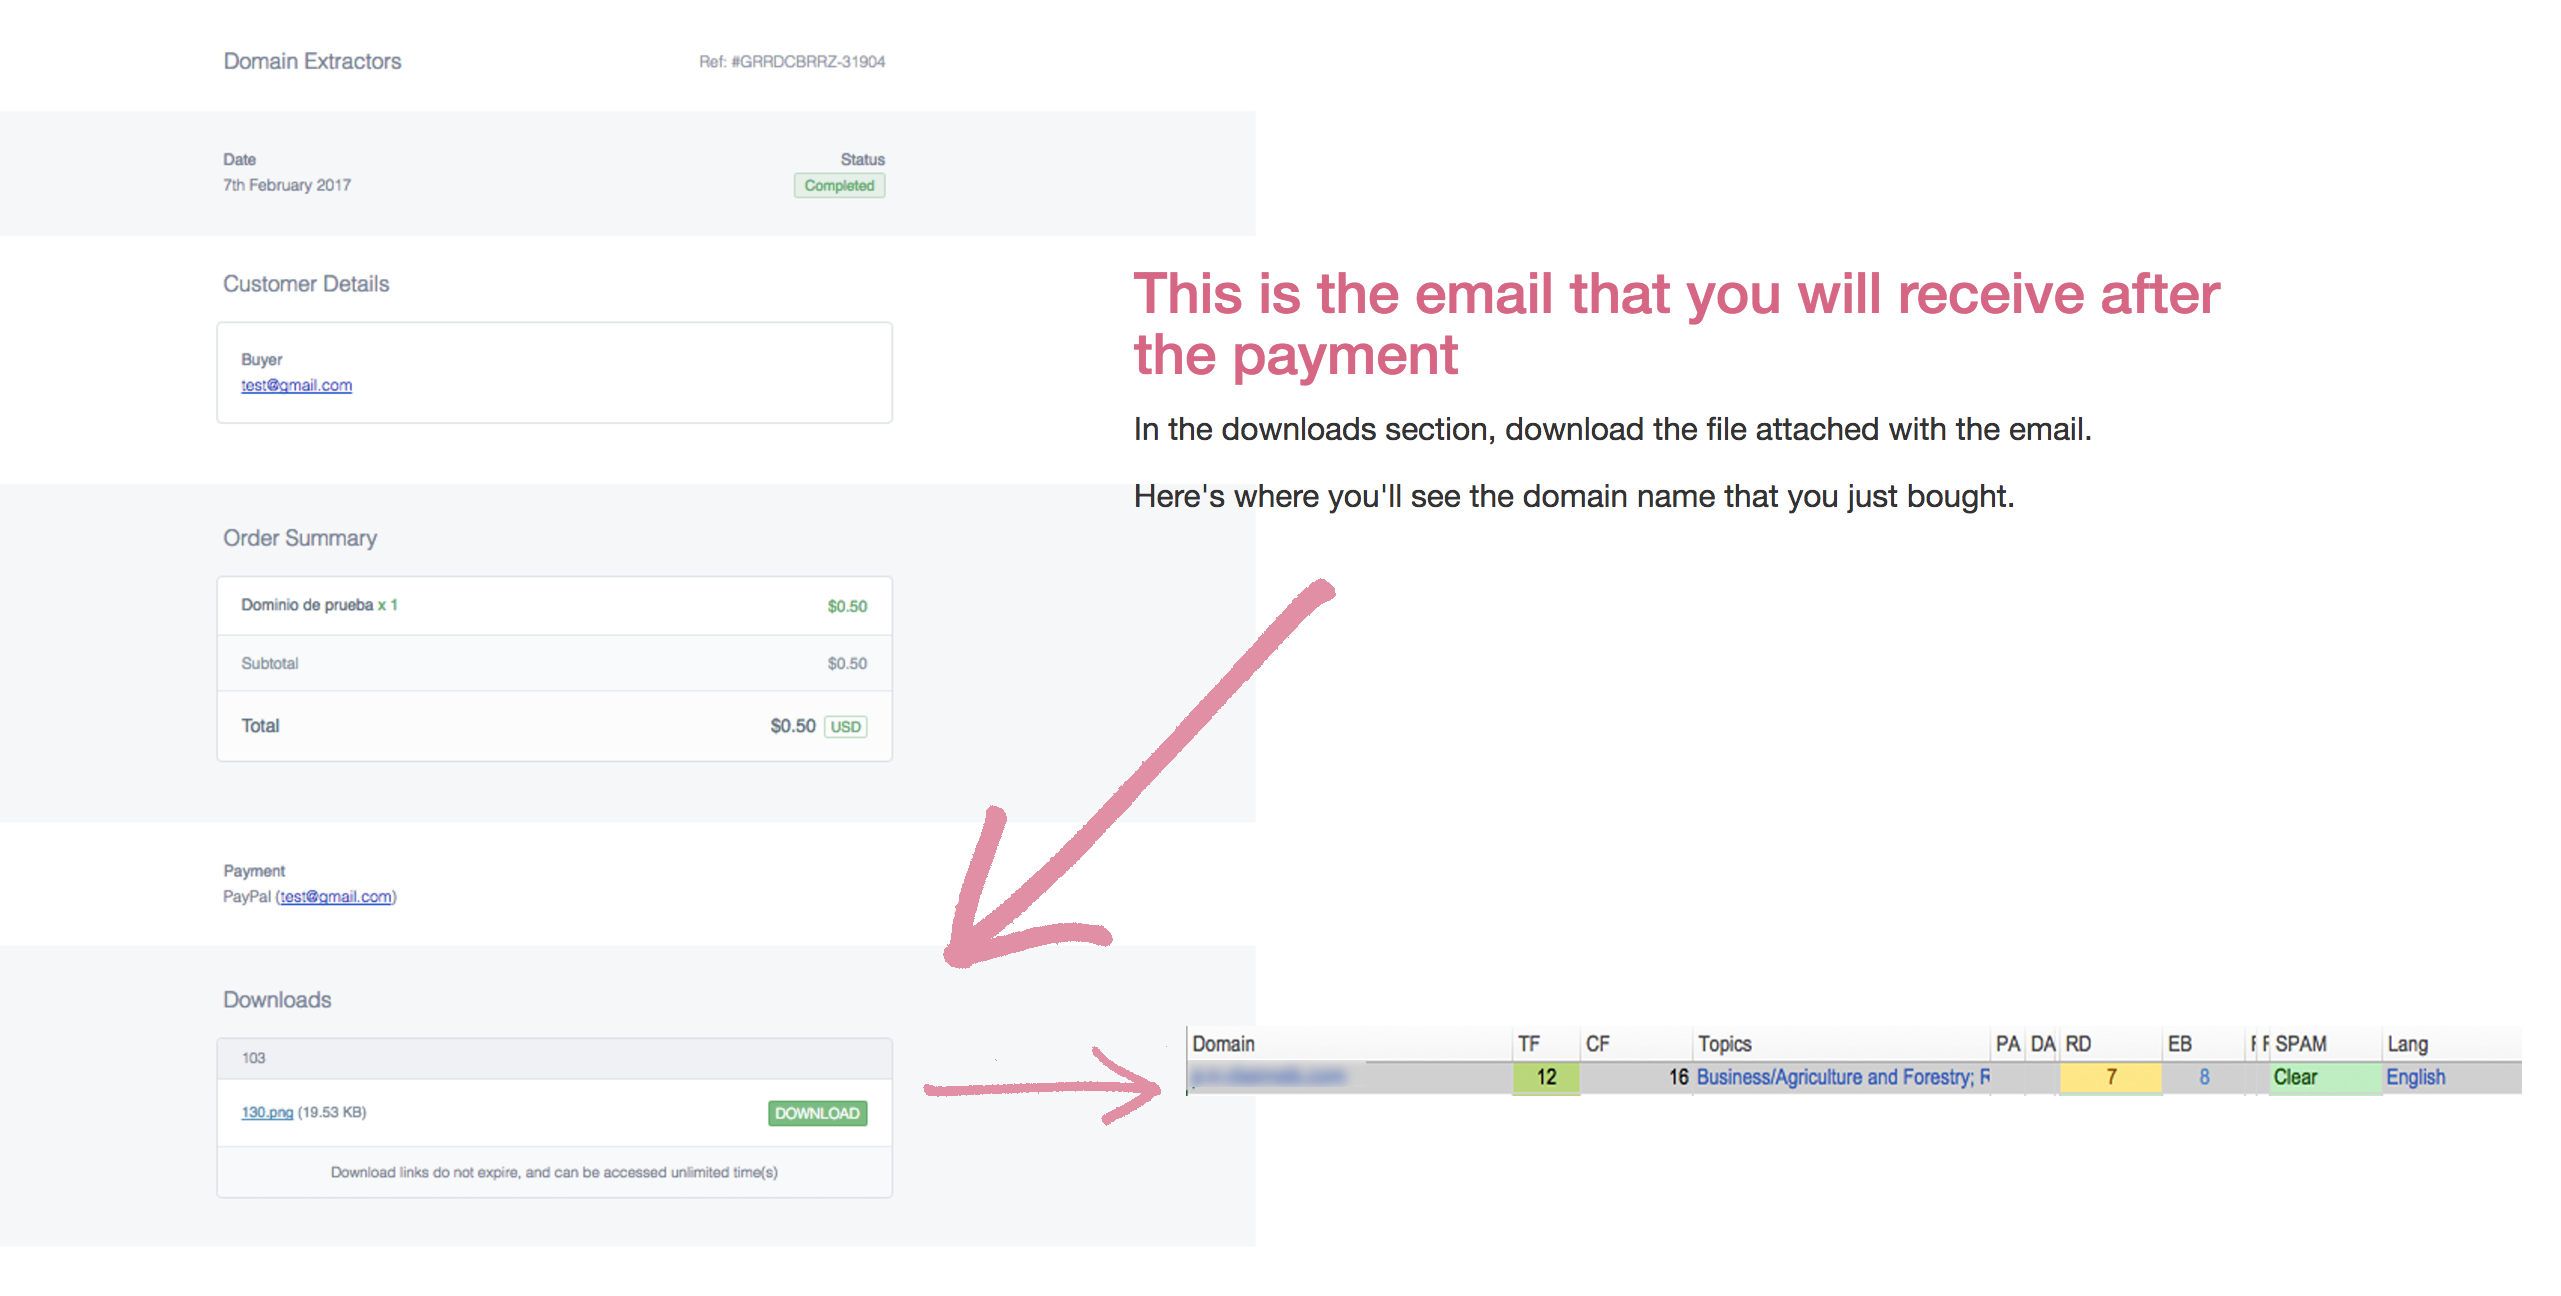 Domain Extractors
Ref: #GRRDCBRRZ-31904
Date
Status
7th February 2017
Completed
Customer Details
Buyer
test@gmail.com
This is the email that you will receive after
the payment
In the downloads section, download the file attached with the email.
Here's where you'll see the domain name that you just bought.
Order Summary
Dominio de prueba x 1 $0.50
Subtotal $0.50
Total $0.50 USD
Payment
PayPal (test@gmail.com)
Downloads
103
130.png (19.53 KB) DOWNLOAD
Download links do not expire, and can be accessed unlimited time(s)
Domain TF CF Topics PA DA RD EB SPAM Lang
12 16 Business/Agriculture and Forestry; 7 8 Clear English